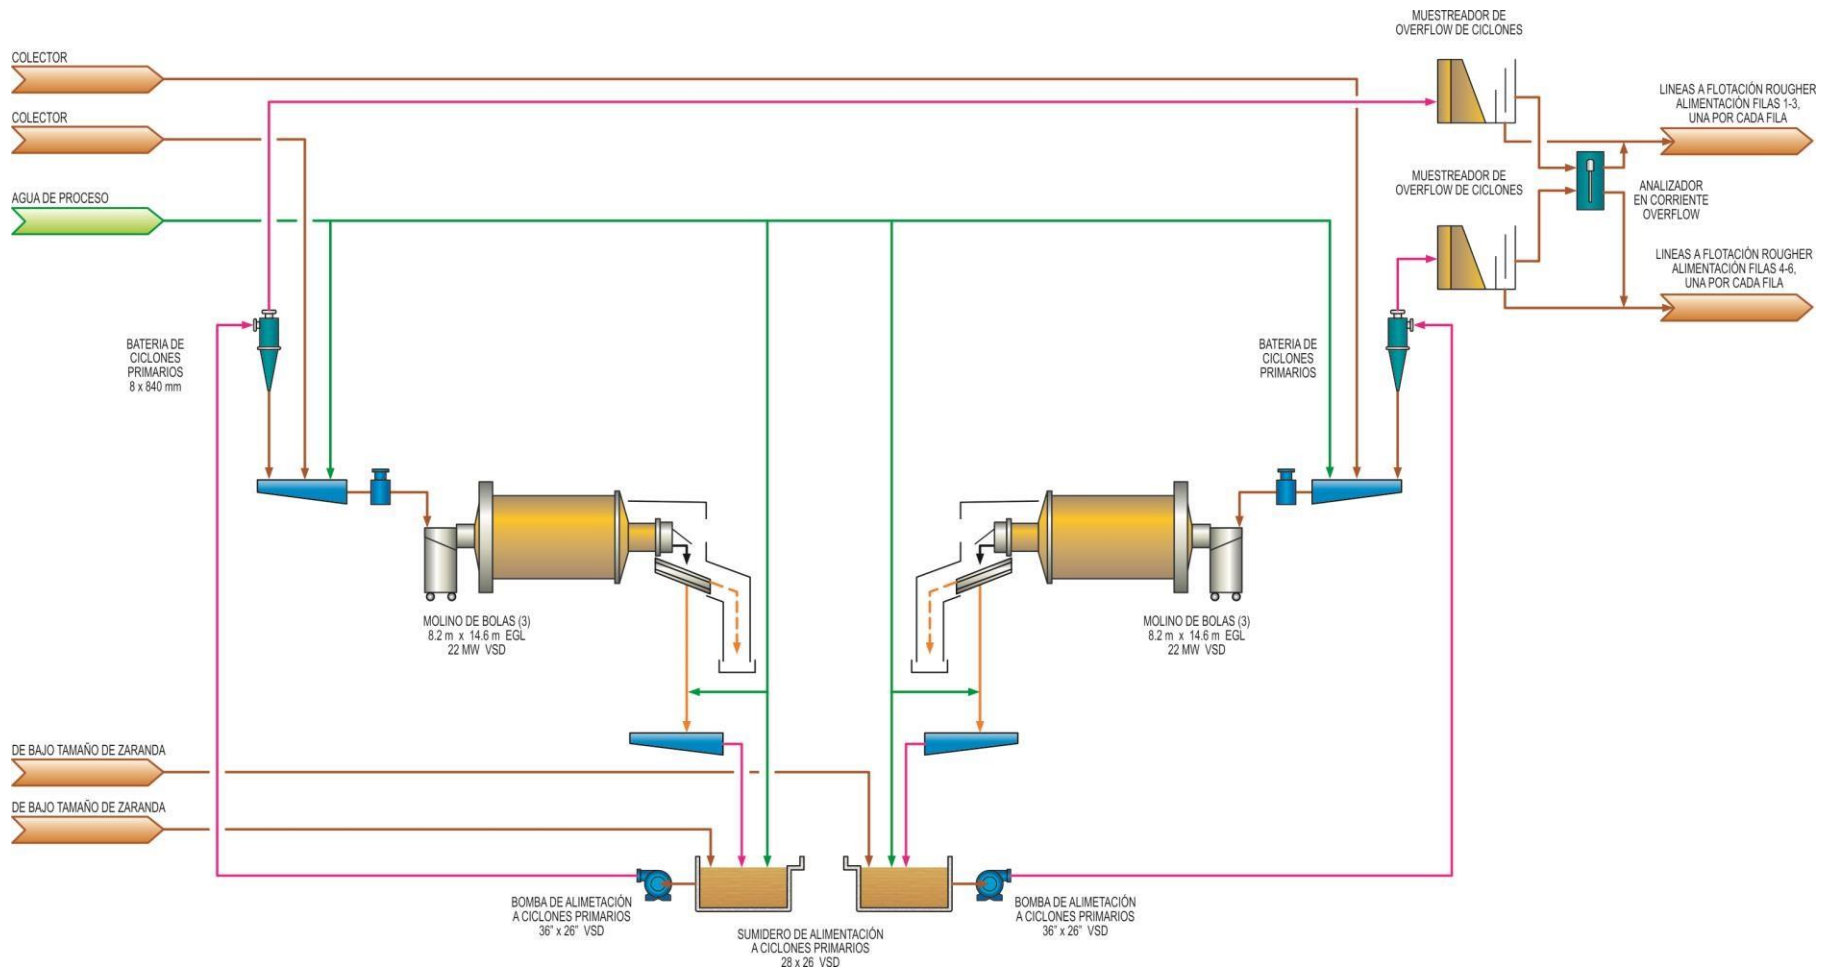 MUESTREADOR DE
OVERFLOW DE CICLONES
COLECTOR
LINEAS A FLOTACIÓN ROUGHER
ALIMENTACIÓN FILAS 1-3,
UNA POR CADA FILA
COLECTOR
MUESTREADOR DE
OVERFLOW DE CICLONES
ANALIZADOR
EN CORRIENTE
OVERFLOW
AGUA DE PROCESO
LINEAS A FLOTACIÓN ROUGHER
ALIMENTACIÓN FILAS 4-6,
UNA POR CADA FILA
BATERIA DE
CICLONES
PRIMARIOS
8 x 840 mm
BATERIA DE
CICLONES
PRIMARIOS
MOLINO DE BOLAS (3)
8.2 m x 14.6 m EGL
22 MW VSD
MOLINO DE BOLAS (3)
8.2 m x 14.6 m EGL
22 MW VSD
DE BAJO TAMAÑO DE ZARANDA
DE BAJO TAMAÑO DE ZARANDA
BOMBA DE ALIMETACIÓN
A CICLONES PRIMARIOS
36" x 26" VSD
SUMIDERO DE ALIMENTACIÓN
A CICLONES PRIMARIOS
28 x 26 VSD
BOMBA DE ALIMETACIÓN
A CICLONES PRIMARIOS
36" x 26" VSD